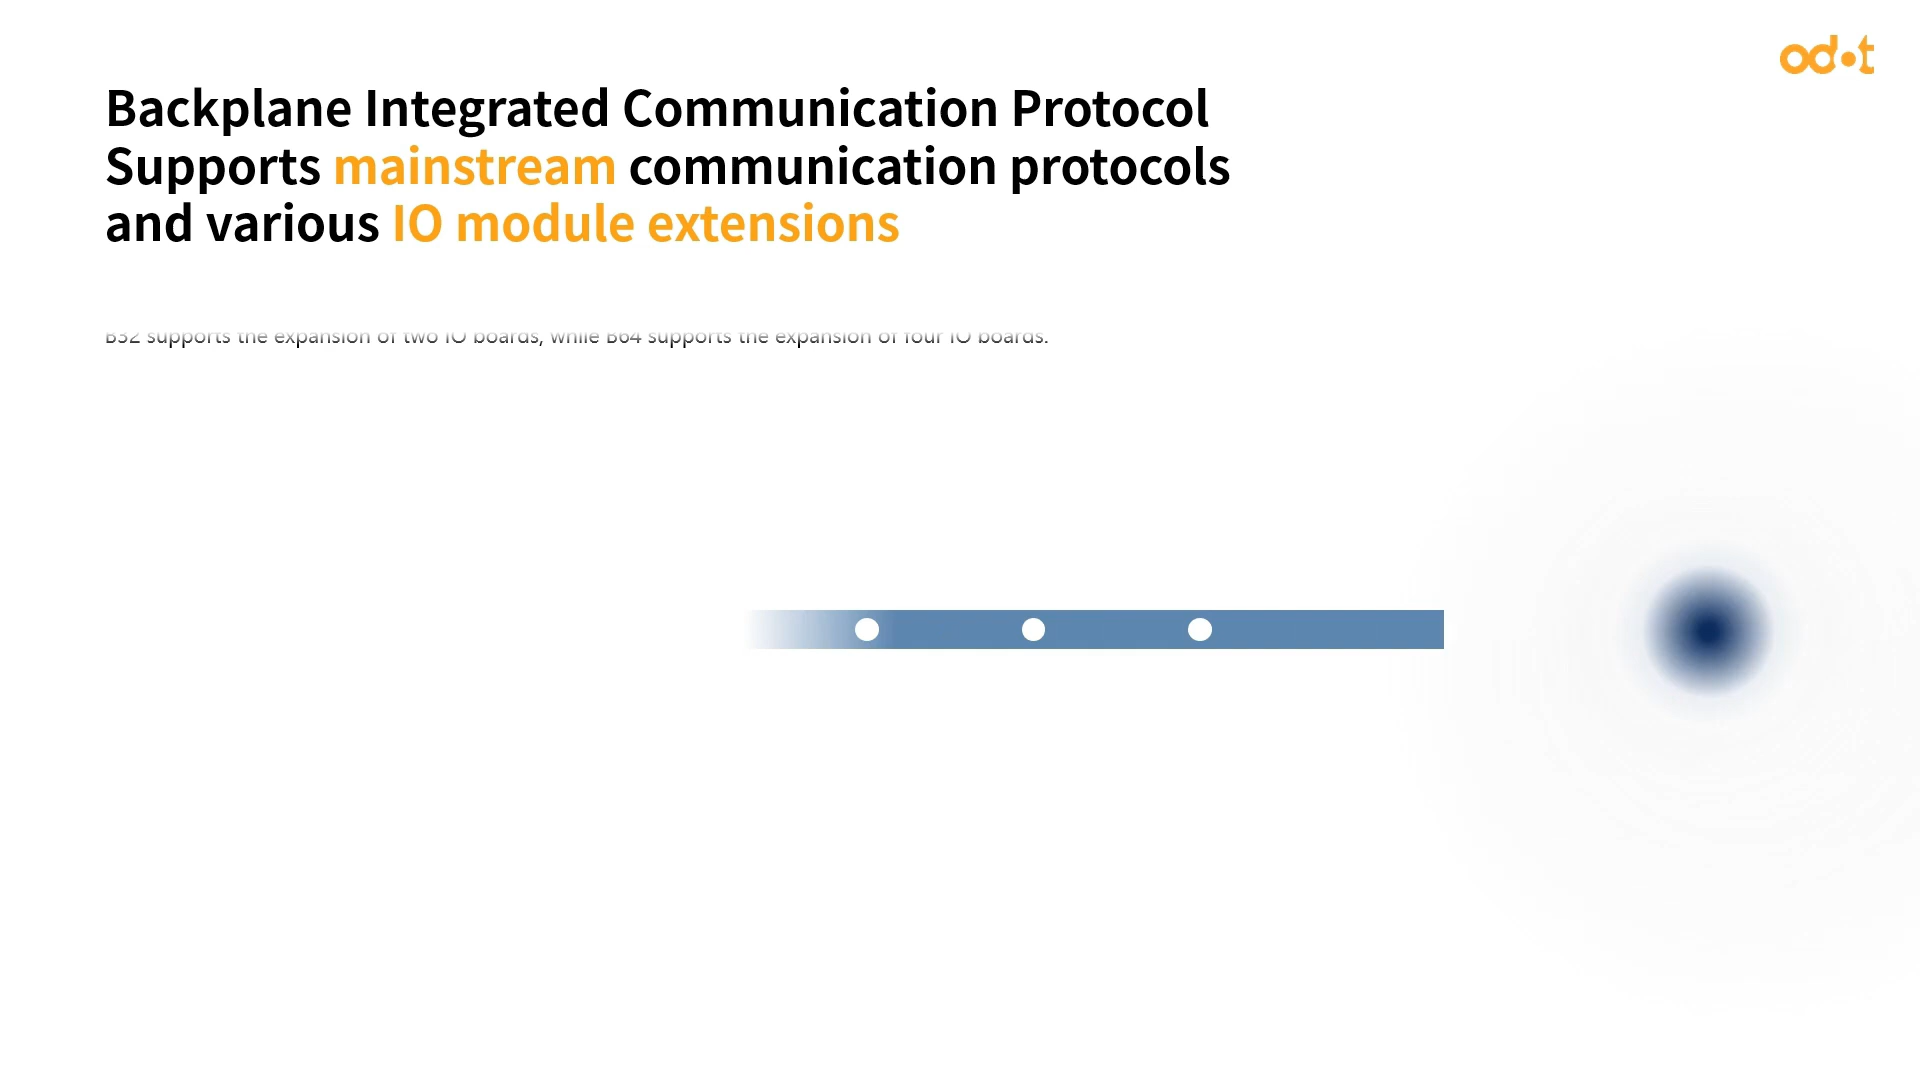 odot
Backplane Integrated Communication Protocol
Supports mainstream communication protocols
and various IO module extensions
B32 supports the expansion of two IO boards, while B64 supports the expansion of four IO boards.